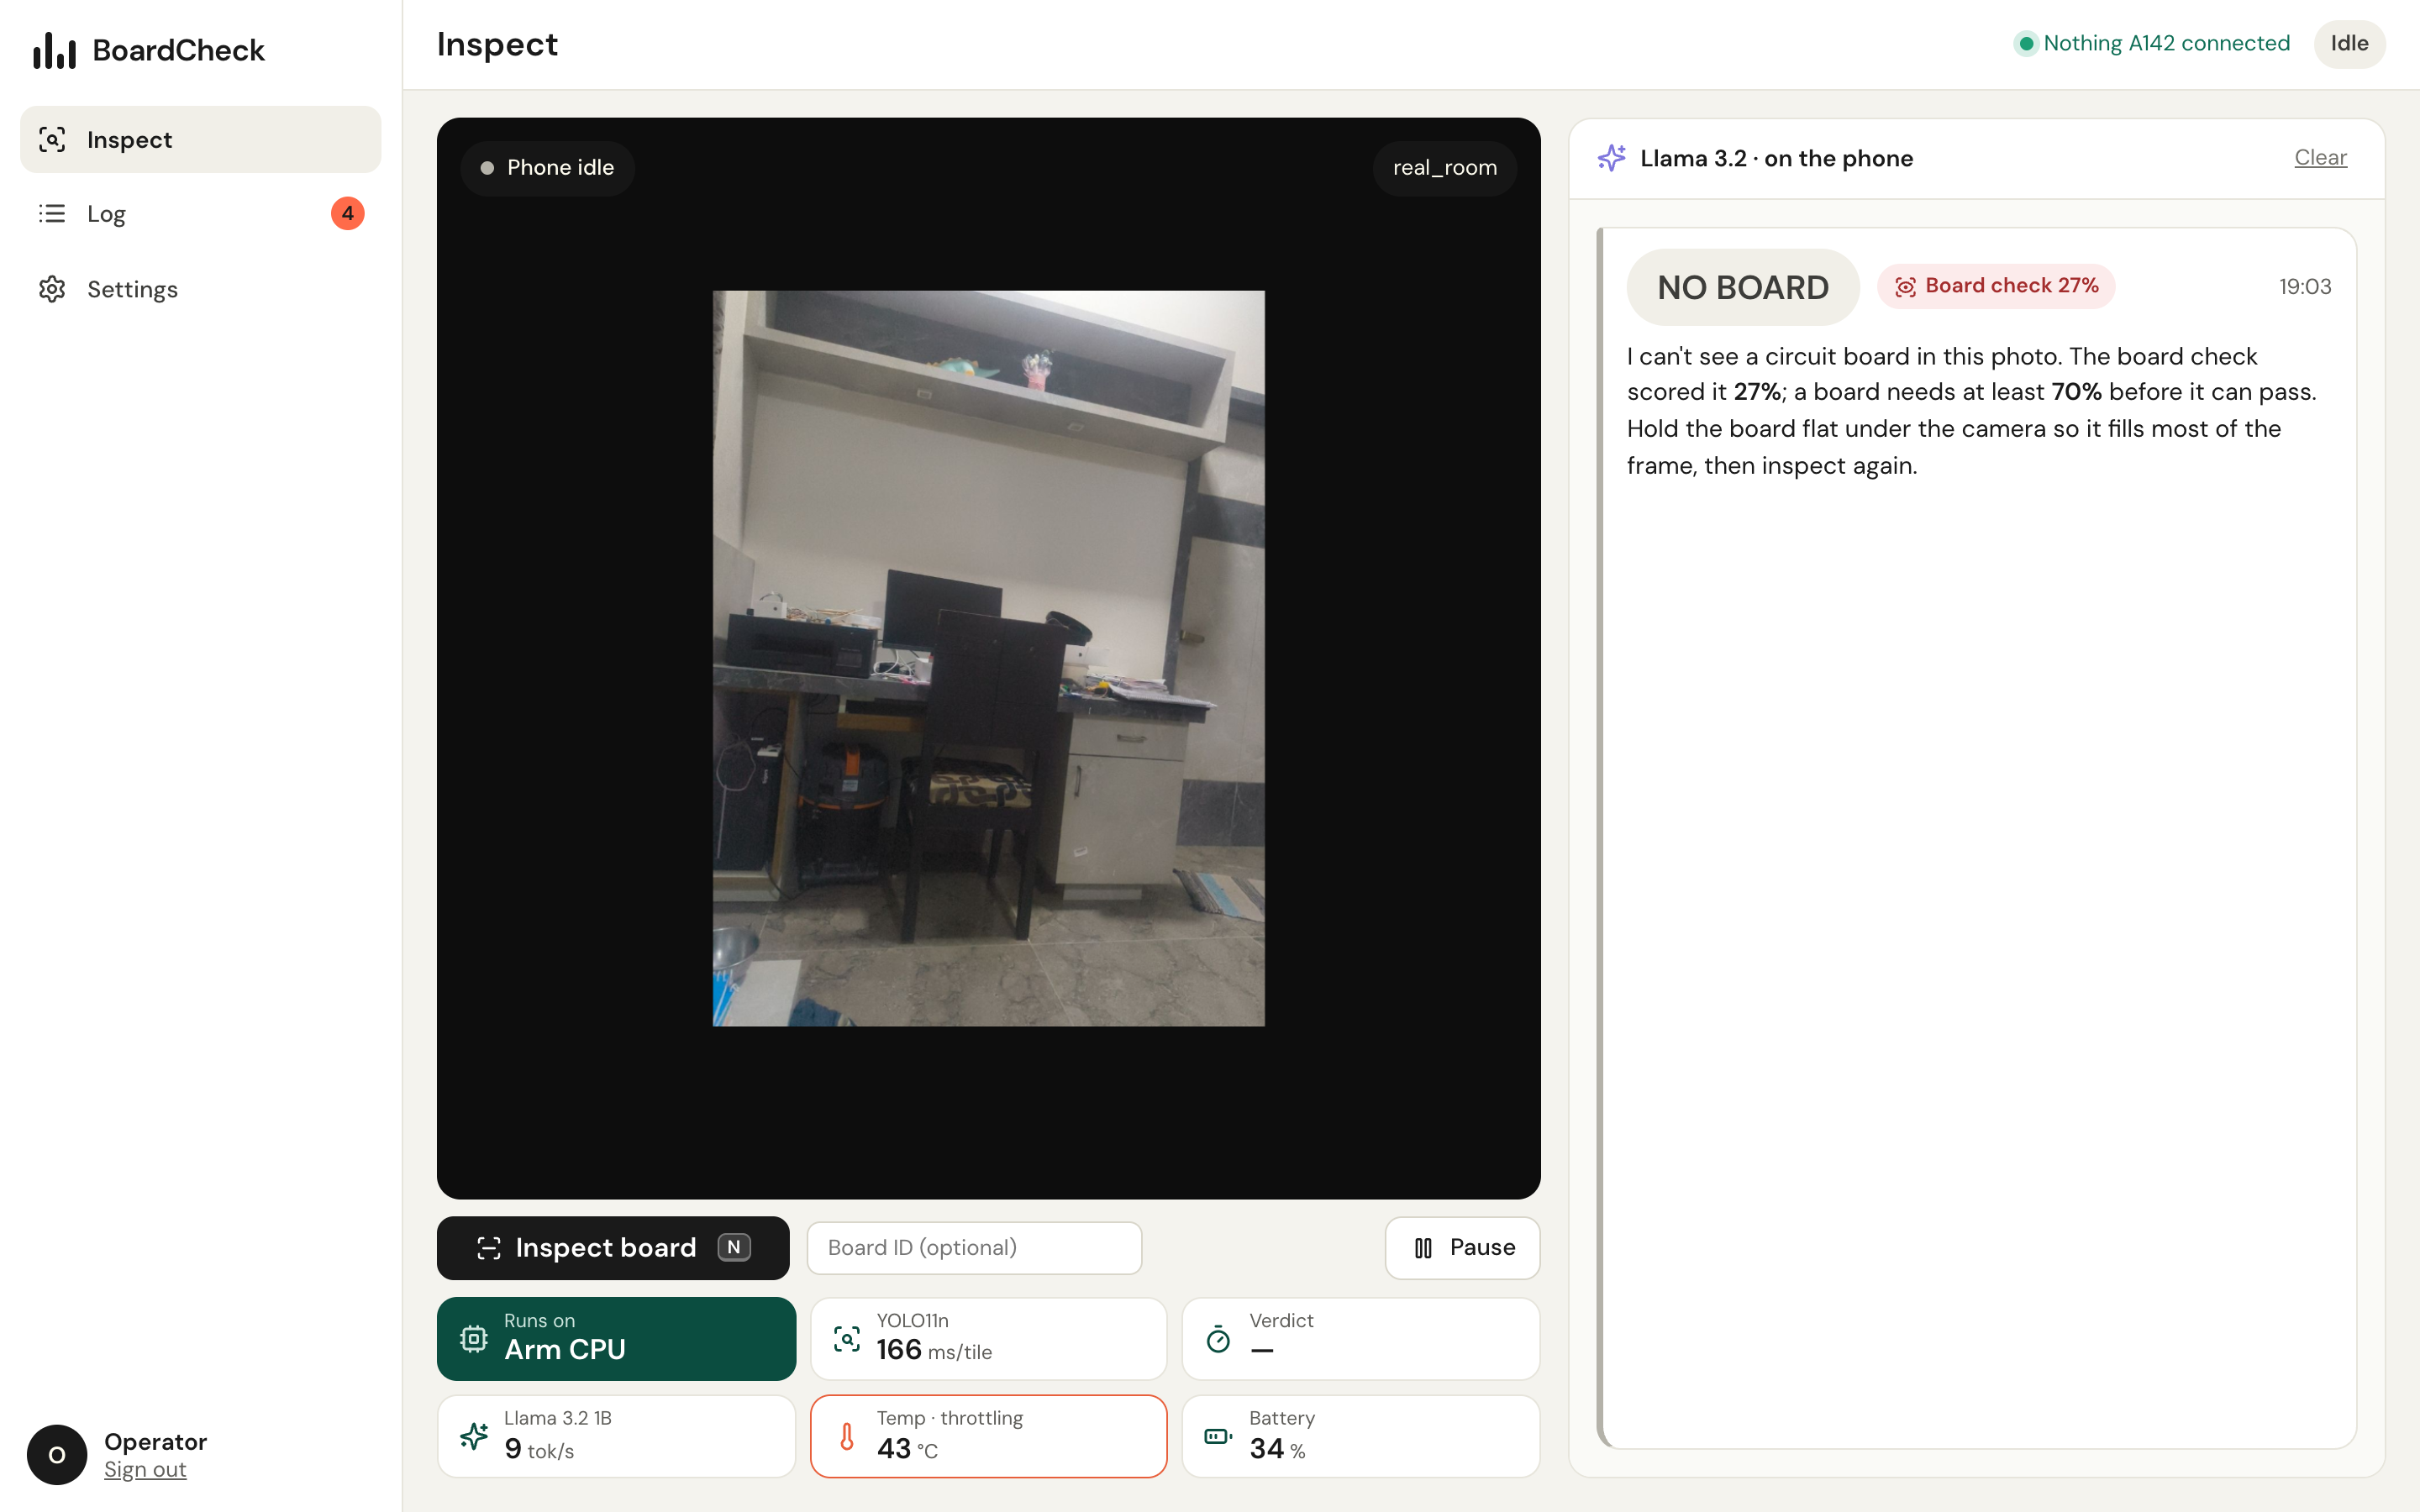 BoardCheck
Inspect
Log
4
Settings
O
Operator
Sign out
Inspect
Nothing A142 connected
Idle
Phone idle
real_room
Inspect board
N
Board ID (optional)
Pause
Runs on
Arm CPU
YOLO11n
166 ms/tile
Verdict
—
Llama 3.2 1B
9 tok/s
Temp · throttling
43 °C
Battery
34 %
Llama 3.2 · on the phone
Clear
NO BOARD
Board check 27%
19:03
I can't see a circuit board in this photo. The board check
scored it 27%; a board needs at least 70% before it can pass.
Hold the board flat under the camera so it fills most of the
frame, then inspect again.